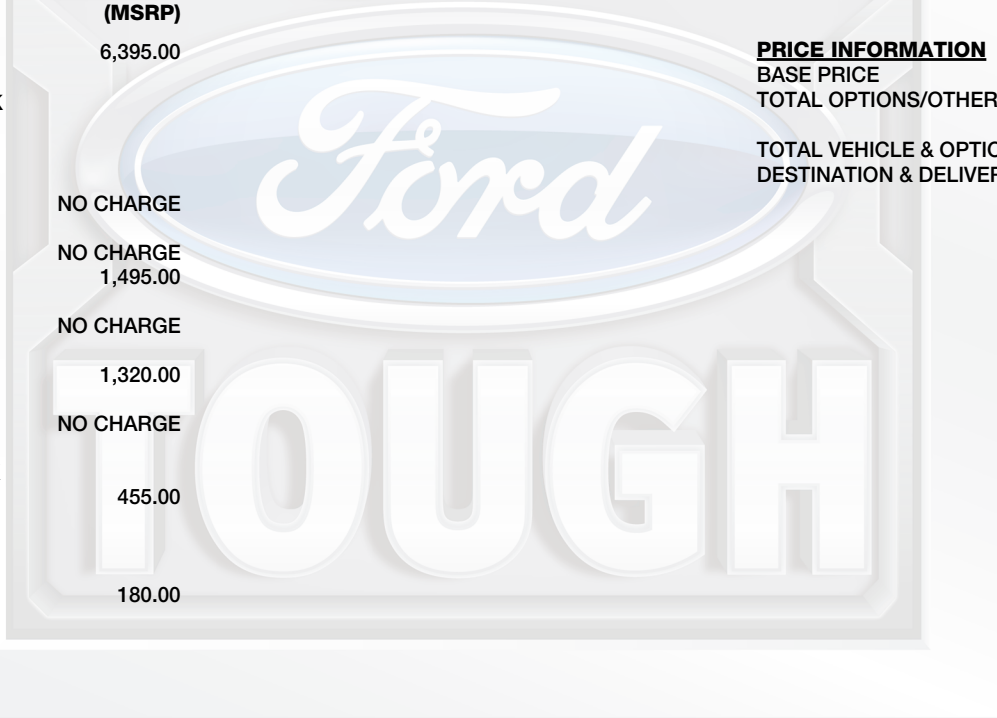 (MSRP)
6,395.00
K
NO CHARGE
NO CHARGE
1,495.00
NO CHARGE
1,320.00
NO CHARGE
455.00
180.00
PRICE INFORMATION
BASE PRICE
TOTAL OPTIONS/OTHER
TOTAL VEHICLE & OPTIO
DESTINATION & DELIVER
Ford
TOUGH